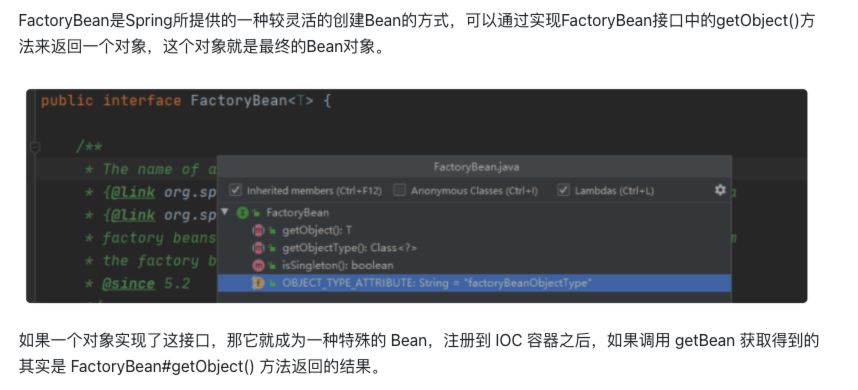 FactoryBean是Spring所提供的一种较灵活的创建Bean的方式，可以通过实现FactoryBean接口中的getObject()方
法来返回一个对象，这个对象就是最终的Bean对象。
public interface FactoryBean<T> {
/**
* The name of a
FactoryBean.java
* {@link org.sp
Inherited members (Ctrl+F12)
Anonymous Classes (Ctrl+I)
Lambdas (Ctrl+L)
* {@link org.sp
FactoryBean
* factory beans
getObject(): T
getObjectType(): Class<?>
* the factory b
isSingleton(): boolean
* @since 5.2
OBJECT_TYPE_ATTRIBUTE: String = "factoryBeanObjectType"
如果一个对象实现了这接口，那它就成为一种特殊的 Bean，注册到 IOC 容器之后，如果调用 getBean 获取得到的
其实是 FactoryBean#getObject() 方法返回的结果。